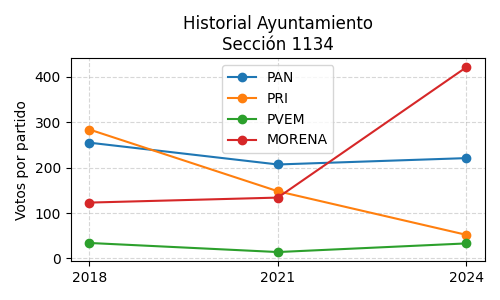 Historial Ayuntamiento
Sección 1134
PAN
PRI
PVEM
MORENA
Votos por partido
400
300
200
100
0
2018
2021
2024